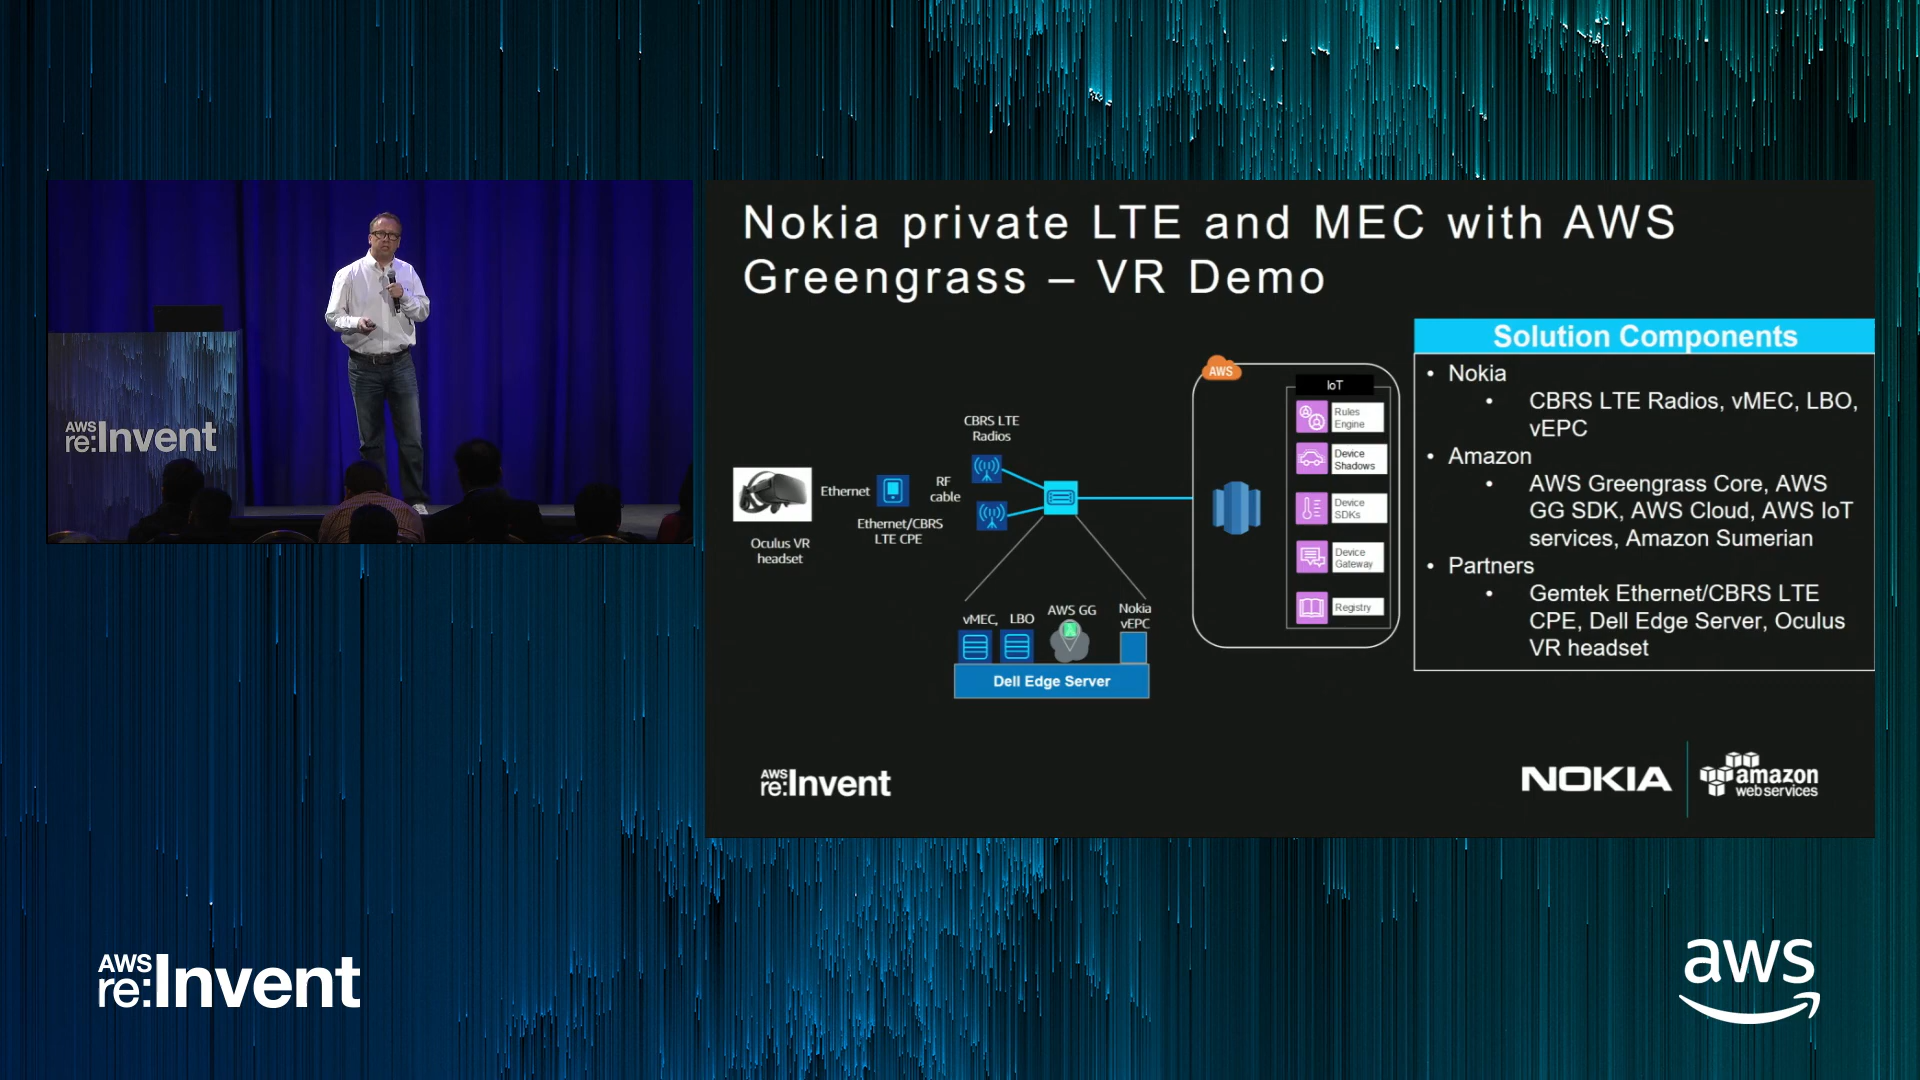 AWS
re:Invent
Nokia private LTE and MEC with AWS
Greengrass – VR Demo
Oculus VR
headset
Ethernet
Ethernet/CBRS
LTE CPE
RF
cable
CBRS LTE
Radios
vMEC,
LBO
AWS GG
Nokia
vEPC
Dell Edge Server
AWS
IoT
Rules
Engine
Device
Shadows
Device
SDKs
Device
Gateway
Registry
Solution Components
• Nokia
• CBRS LTE Radios, vMEC, LBO,
vEPC
• Amazon
• AWS Greengrass Core, AWS
GG SDK, AWS Cloud, AWS IoT
services, Amazon Sumerian
• Partners
• Gemtek Ethernet/CBRS LTE
CPE, Dell Edge Server, Oculus
VR headset
AWS
re:Invent
NOKIA
amazon
web services
AWS
re:Invent
aws